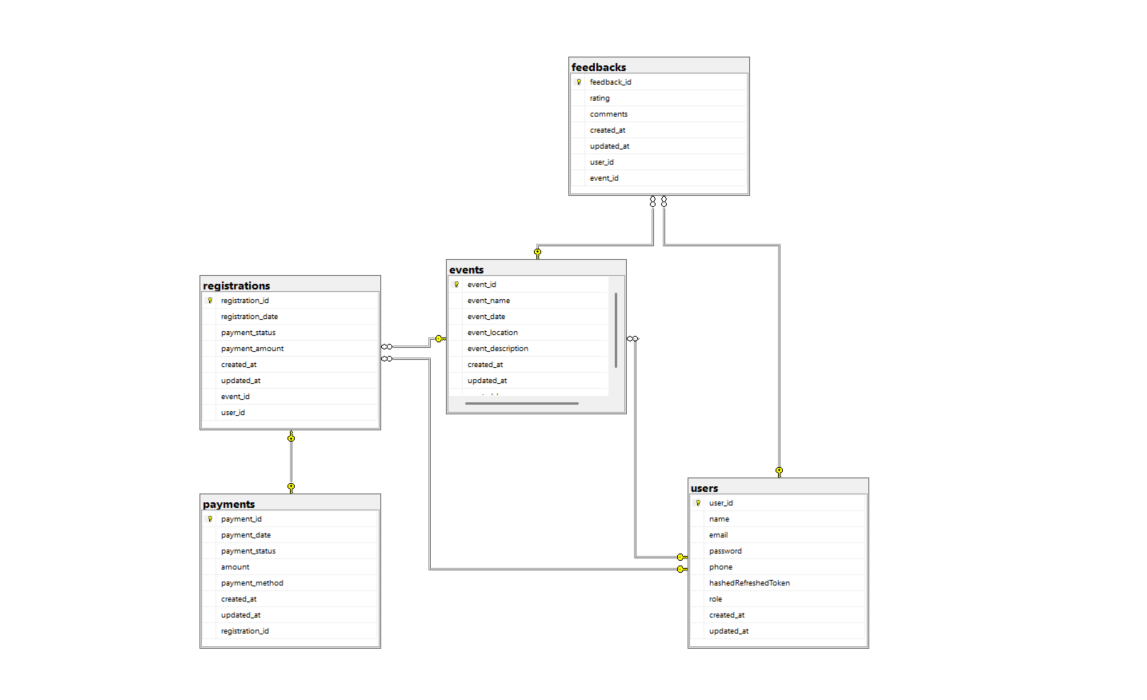 feedbacks
feedback_id
rating
comments
created_at
updated_at
user_id
event_id
events
event_id
event_name
event_date
event_location
event_description
created_at
updated_at
registrations
registration_id
registration_date
payment_status
payment_amount
created_at
updated_at
event_id
user_id
payments
payment_id
payment_date
payment_status
amount
payment_method
created_at
updated_at
registration_id
users
user_id
name
email
password
phone
hashedRefreshedToken
role
created_at
updated_at